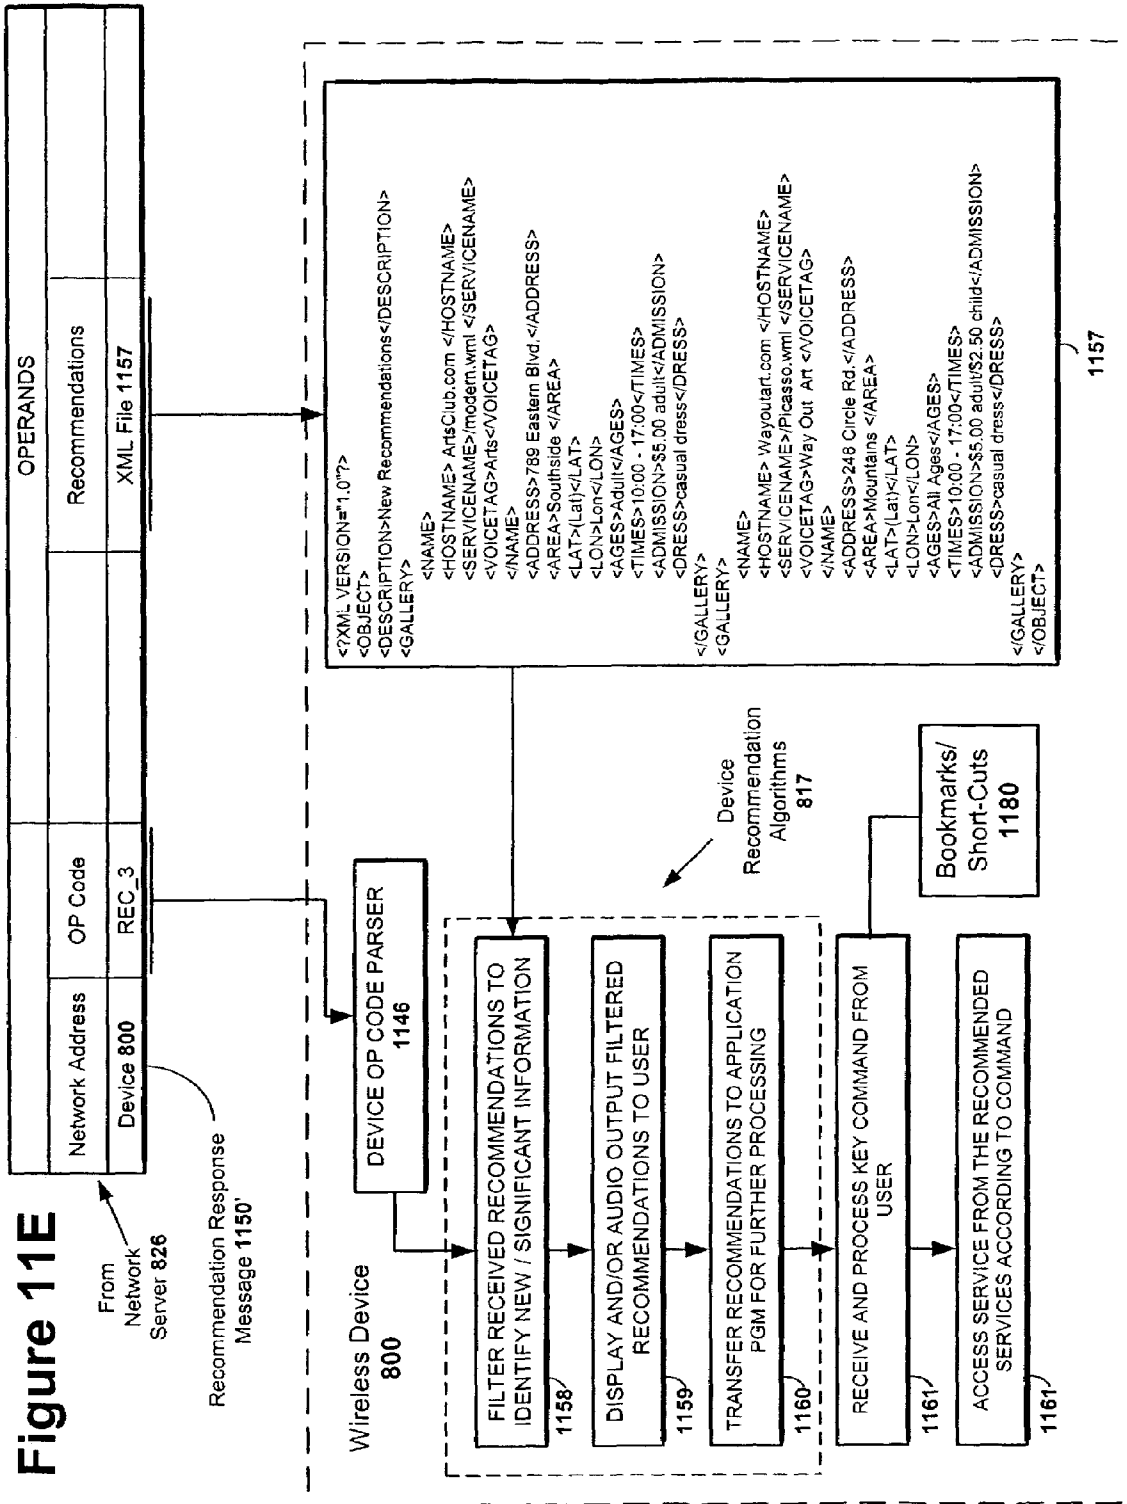 Figure 11E
From
Network
Server 826
Recommendation Response
Message 1150'
OPERANDS
Network Address
OP Code
Recommendations
Device 800
REC_3
XML File 1157
Wireless Device
800
DEVICE OP CODE PARSER
1146
FILTER RECEIVED RECOMMENDATIONS TO
IDENTIFY NEW / SIGNIFICANT INFORMATION
1158
DISPLAY AND/OR AUDIO OUTPUT FILTERED
RECOMMENDATIONS TO USER
1159
TRANSFER RECOMMENDATIONS TO APPLICATION
PGM FOR FURTHER PROCESSING
1160
RECEIVE AND PROCESS KEY COMMAND FROM
USER
1161
ACCESS SERVICE FROM THE RECOMMENDED
SERVICES ACCORDING TO COMMAND
1161
Device
Recommendation
Algorithms
817
Bookmarks/
Short-Cuts
1180
<?XML VERSION="1.0"?>
<OBJECT>
<DESCRIPTION>New Recommendations</DESCRIPTION>
<GALLERY>
<NAME>
<HOSTNAME> ArtsClub.com </HOSTNAME>
<SERVICENAME>/modern.wml </SERVICENAME>
<VOICETAG>Arts</VOICETAG>
</NAME>
<ADDRESS>789 Eastern Blvd.</ADDRESS>
<AREA>Southside </AREA>
<LAT>(Lat)</LAT>
<LON>Lon</LON>
<AGES>Adult</AGES>
<TIMES>10:00 - 17:00</TIMES>
<ADMISSION>$5.00 adult</ADMISSION>
<DRESS>casual dress</DRESS>
</GALLERY>
<GALLERY>
<NAME>
<HOSTNAME> Wayoutart.com </HOSTNAME>
<SERVICENAME>/Picasso.wml </SERVICENAME>
<VOICETAG>Way Out Art </VOICETAG>
</NAME>
<ADDRESS>248 Circle Rd.</ADDRESS>
<AREA>Mountains </AREA>
<LAT>(Lat)</LAT>
<LON>Lon</LON>
<AGES>All Ages</AGES>
<TIMES>10:00 - 17:00</TIMES>
<ADMISSION>$5.00 adult/$2.50 child</ADMISSION>
<DRESS>casual dress</DRESS>
</GALLERY>
</OBJECT>
1157